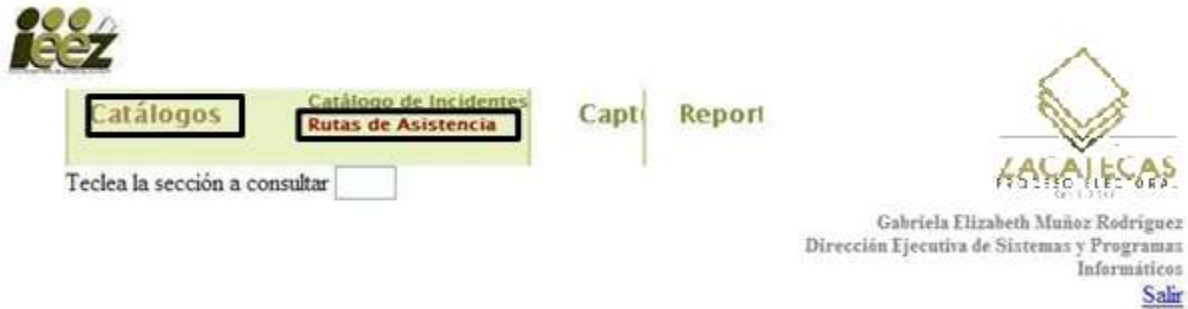 ieez
Catálogos
Catálogo de Incidentes
Rutas de Asistencia
Capt
Report
Teclea la sección a consultar
ZACATECAS
PROCESO ELECTORAL
Gabriela Elizabeth Muñoz Rodríguez
Dirección Ejecutiva de Sistemas y Programas
Informáticos
Salir